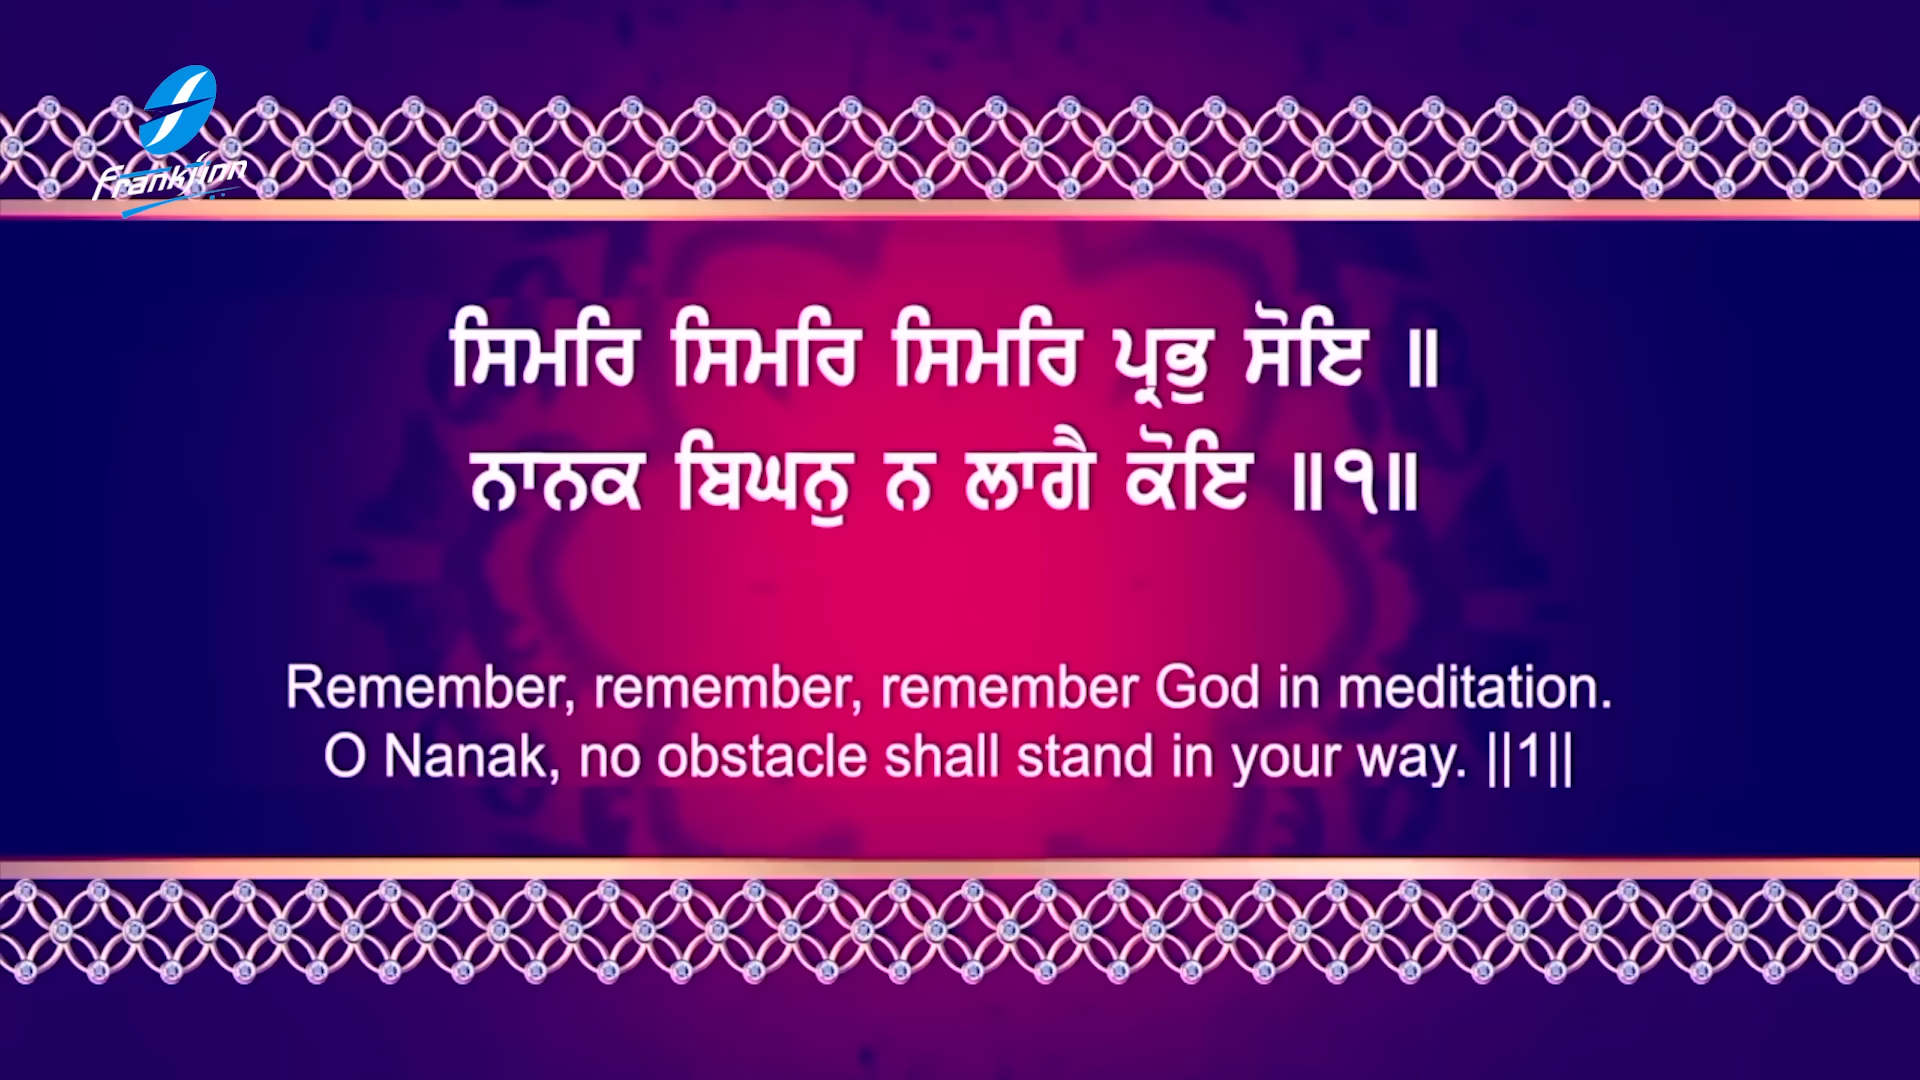 Frankfinn
ਸਿਮਰਿ ਸਿਮਰਿ ਸਿਮਰਿ ਪ੍ਰਭੁ ਸੋਇ ॥
ਨਾਨਕ ਬਿਘਨੁ ਨ ਲਾਗੈ ਕੋਇ ॥੧॥
Remember, remember, remember God in meditation.
O Nanak, no obstacle shall stand in your way. ||1||